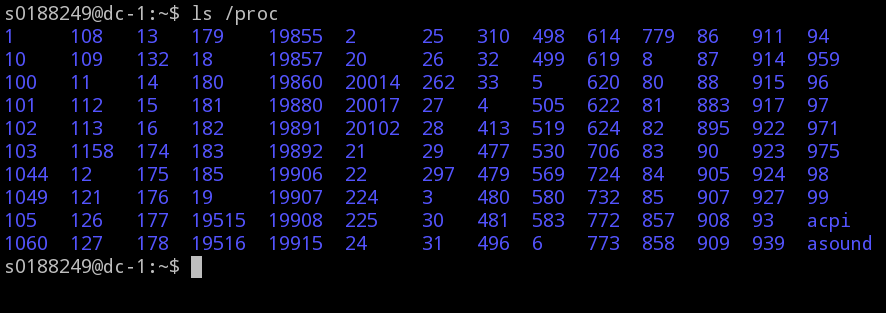 s0188249@dc-1:~$ ls /proc
1 108 13 179 19855 2 25 310 498 614 779 86 911 94
10 109 132 18 19857 20 26 32 499 619 8 87 914 959
100 11 14 180 19860 20014 262 33 5 620 80 88 915 96
101 112 15 181 19880 20017 27 4 505 622 81 883 917 97
102 113 16 182 19891 20102 28 413 519 624 82 895 922 971
103 1158 174 183 19892 21 29 477 530 706 83 90 923 975
1044 12 175 185 19906 22 297 479 569 724 84 905 924 98
1049 121 176 19 19907 224 3 480 580 732 85 907 927 99
105 126 177 19515 19908 225 30 481 583 772 857 908 93 acpi
1060 127 178 19516 19915 24 31 496 6 773 858 909 939 asound
s0188249@dc-1:~$